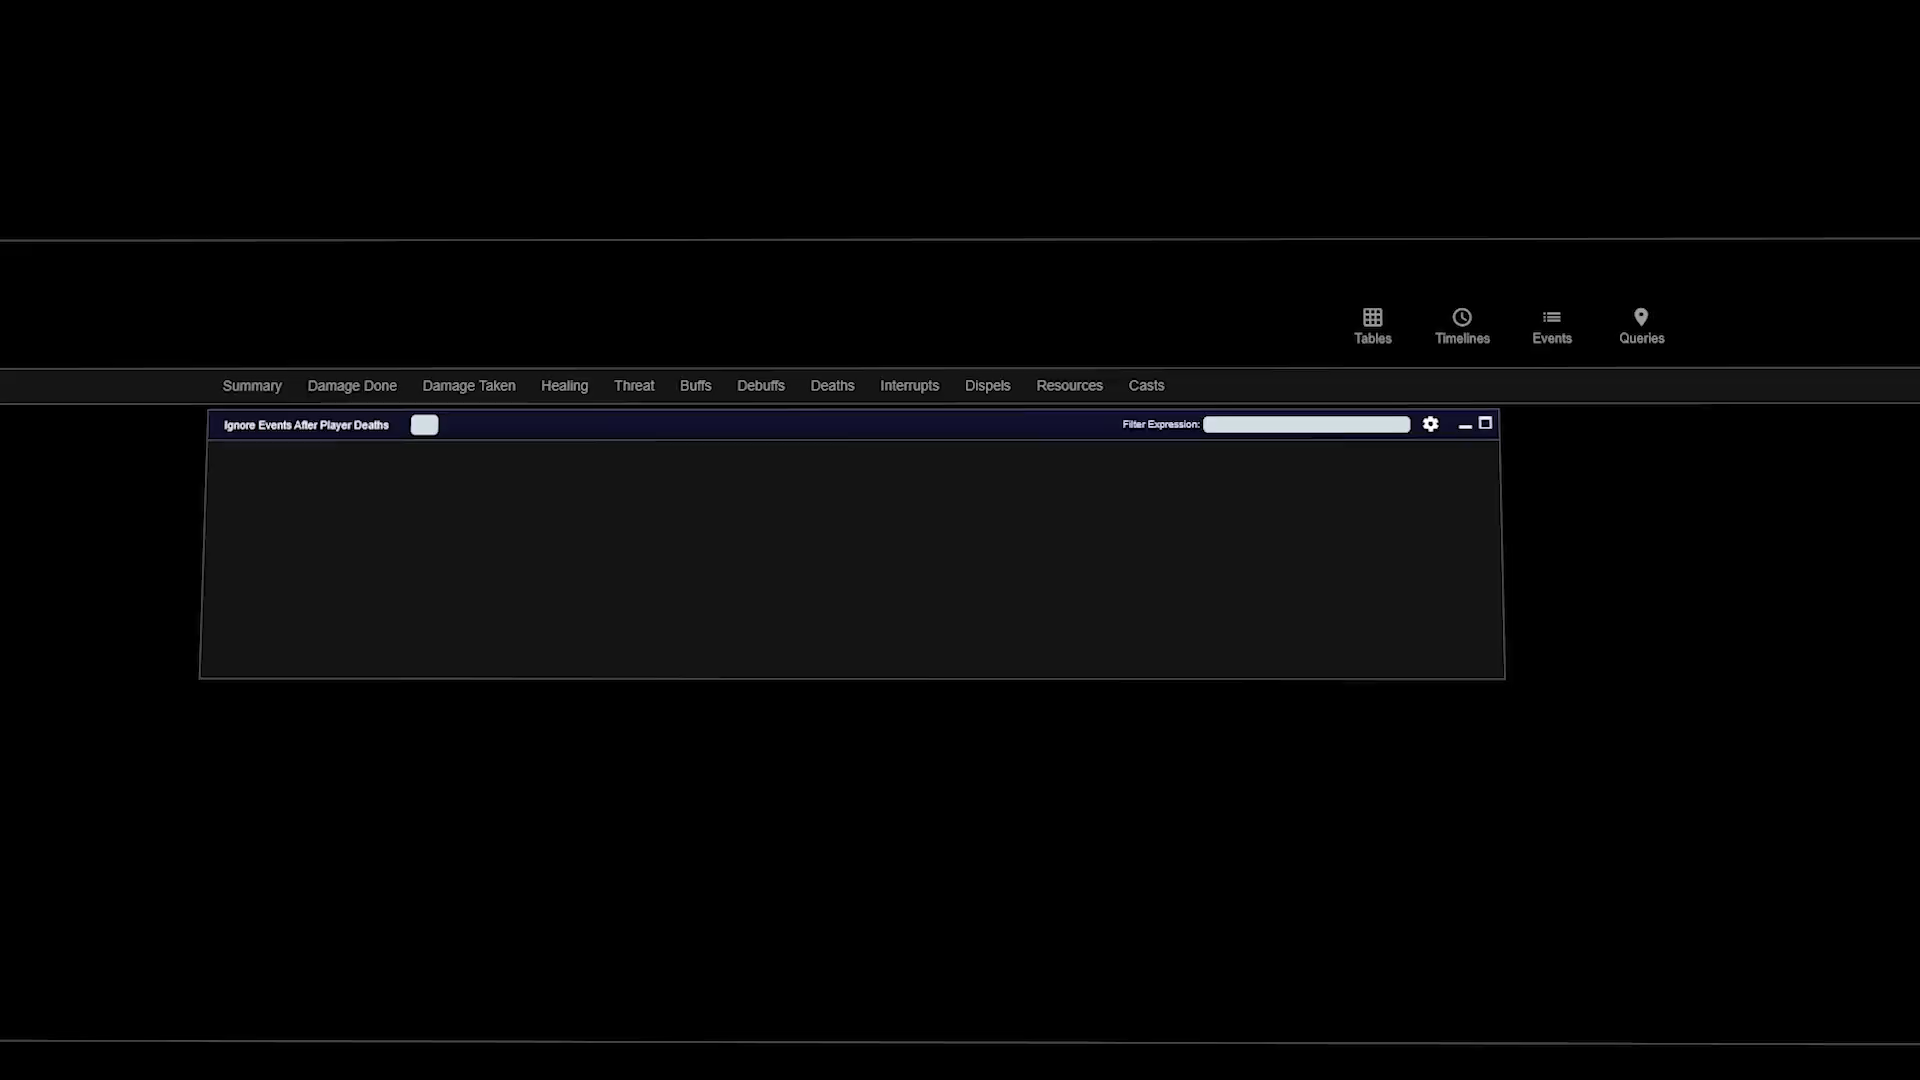 Tables Timelines Events Queries
Summary Damage Done Damage Taken Healing Threat Buffs Debuffs Deaths Interrupts Dispels Resources Casts
Ignore Events After Player Deaths Filter Expression: